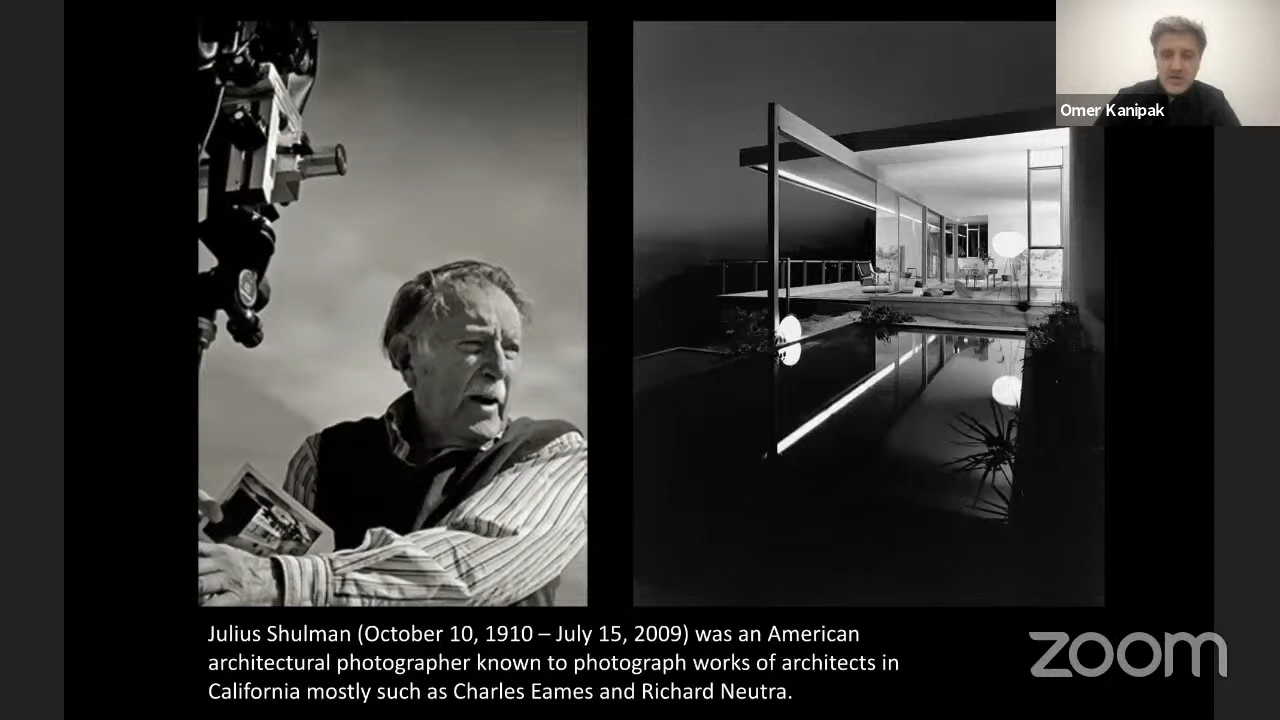 Omer Kanipak
Julius Shulman (October 10, 1910 – July 15, 2009) was an American
architectural photographer known to photograph works of architects in
California mostly such as Charles Eames and Richard Neutra.
zoom